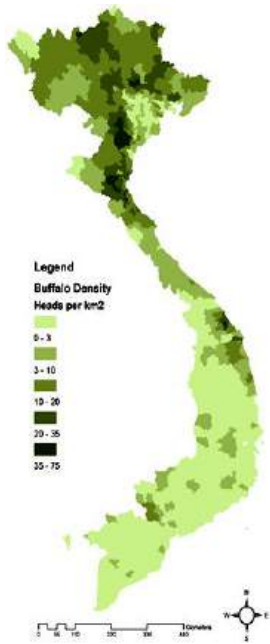 Legend
Buffalo Density
Heads per km2
0 - 3
3 - 10
10 - 20
20 - 35
35 - 75
N
W
E
S